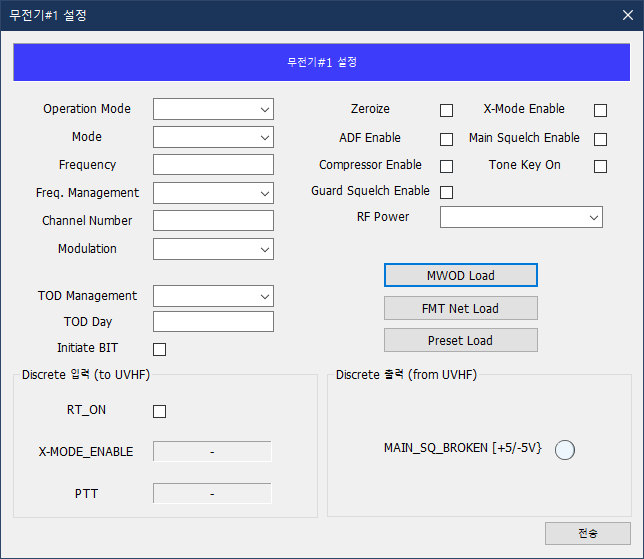 무전기#1 설정
무전기#1 설정
Operation Mode
Mode
Frequency
Freq. Management
Channel Number
Modulation
TOD Management
TOD Day
Initiate BIT
Zeroize
X-Mode Enable
ADF Enable
Main Squelch Enable
Compressor Enable
Tone Key On
Guard Squelch Enable
RF Power
MWOD Load
FMT Net Load
Preset Load
Discrete 입력 (to UVHF)
RT_ON
X-MODE_ENABLE
-
PTT
-
Discrete 출력 (from UVHF)
MAIN_SQ_BROKEN [+5/-5V}
전송